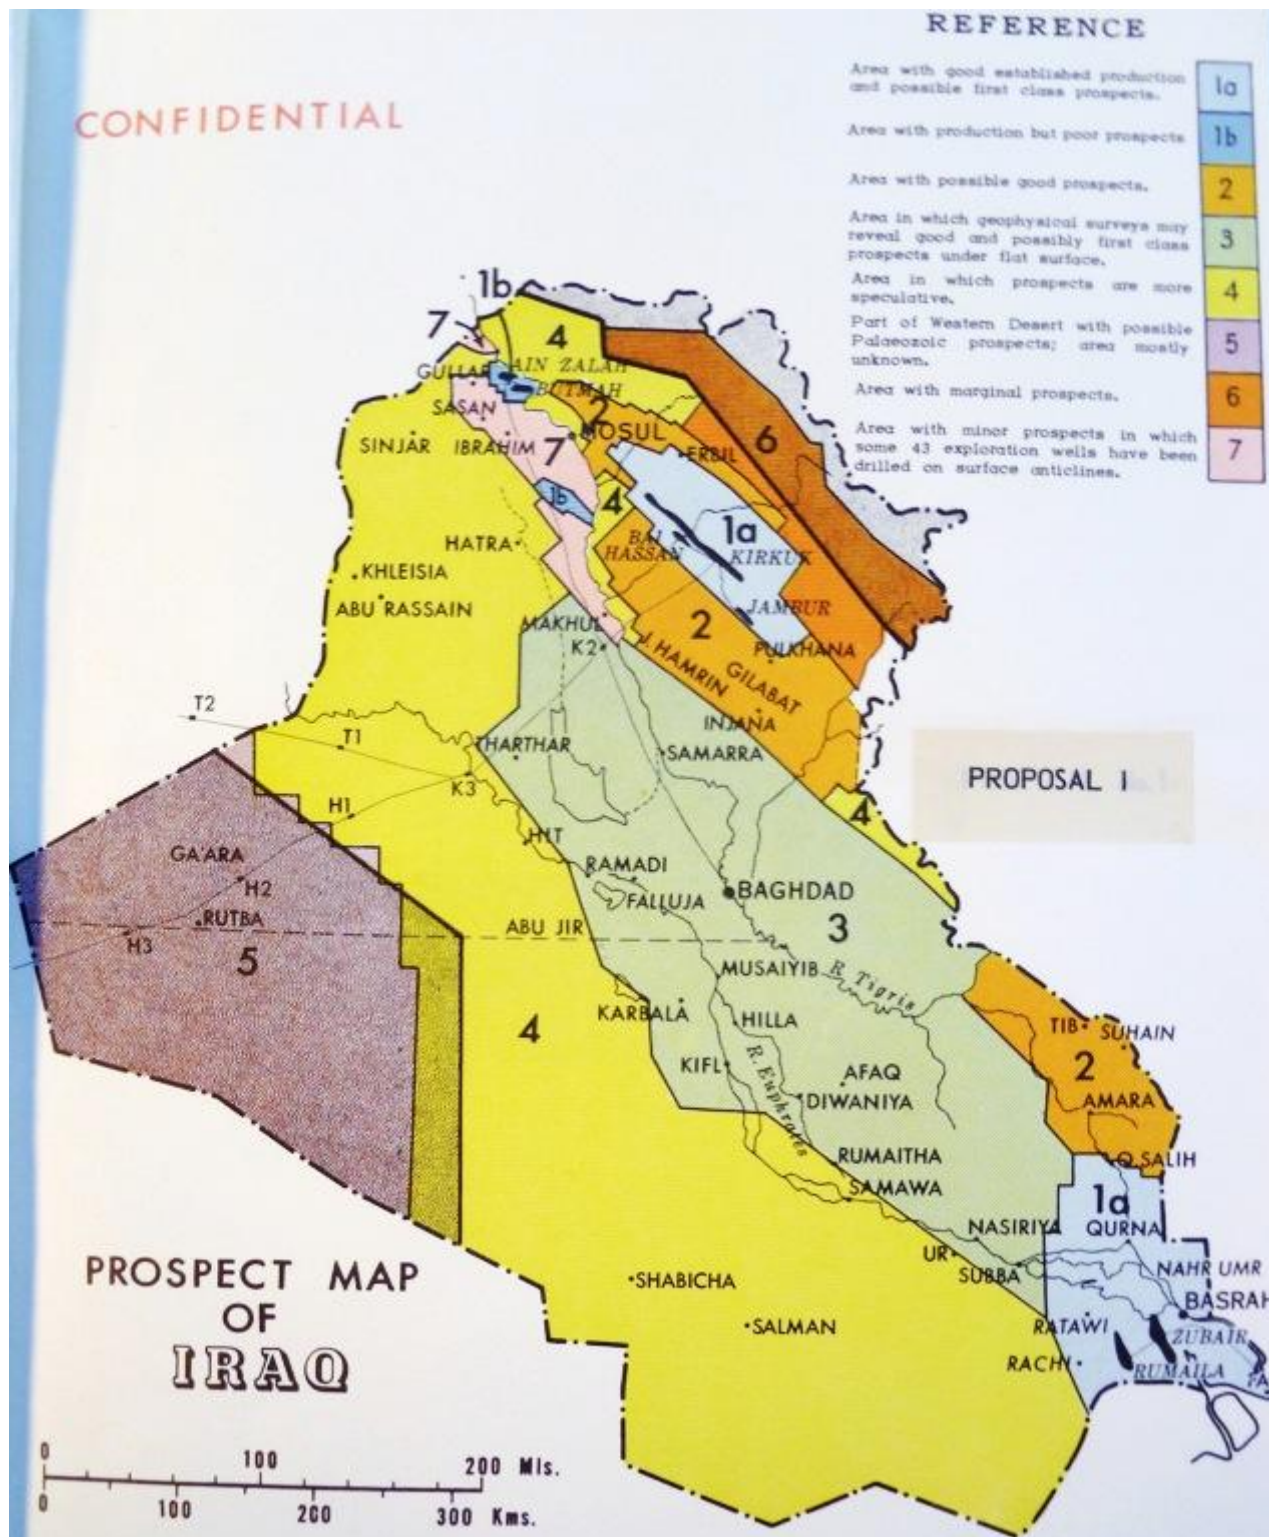 REFERENCE
Area with good established production
and possible first class prospects.
1a
Area with production but poor prospects
1b
Area with possible good prospects.
2
Area in which geophysical surveys may
reveal good and possibly first class
prospects under flat surface.
3
Area in which prospects are more
speculative.
4
Part of Western Desert with possible
Palaeozoic prospects; area mostly
unknown.
5
Area with marginal prospects.
6
Area with minor prospects in which
some 43 exploration wells have been
drilled on surface anticlines.
7
CONFIDENTIAL
1b
7
4
GULLAR
AIN ZALAH
BUTMAH
SASAN
2
MOSUL
SINJAR
IBRAHIM
7
6
ERBIL
1b
4
1a
HATRA
BAI
HASSAN
KIRKUK
KHLEISIA
ABU RASSAIN
JAMBUR
MAKHUL
2
K2
J. HAMRIN
PULKHANA
GILABAT
T2
INJANA
T1
THARTHAR
SAMARRA
PROPOSAL I
K3
H1
4
HIT
GA'ARA
RAMADI
H2
BAGHDAD
FALLUJA
RUTBA
ABU JIR
3
H3
5
MUSAIYIB
R. Tigris
KARBALA
HILLA
4
TIB
SUHAIN
KIFL
R. Euphrates
AFAQ
2
DIWANIYA
AMARA
RUMAITHA
Q. SALIH
SAMAWA
1a
NASIRIYA
QURNA
UR
SUBBA
NAHR UMR
SHABICHA
BASRAH
SALMAN
RATAWI
ZUBAIR
RACHI
RUMAILA
PROSPECT MAP
OF
IRAQ
0 100 200 Mls.
0 100 200 300 Kms.